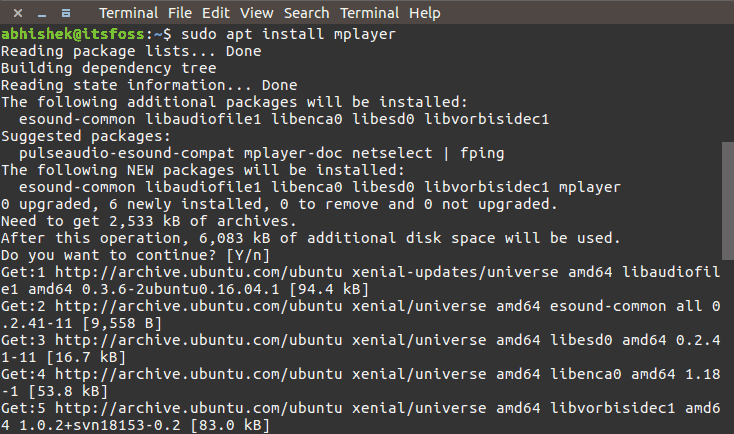 Terminal File Edit View Search Terminal Help
abhishek@itsfoss:~$ sudo apt install mplayer
Reading package lists... Done
Building dependency tree
Reading state information... Done
The following additional packages will be installed:
  esound-common libaudiofile1 libenca0 libesd0 libvorbisidec1
Suggested packages:
  pulseaudio-esound-compat mplayer-doc netselect | fping
The following NEW packages will be installed:
  esound-common libaudiofile1 libenca0 libesd0 libvorbisidec1 mplayer
0 upgraded, 6 newly installed, 0 to remove and 0 not upgraded.
Need to get 2,533 kB of archives.
After this operation, 6,083 kB of additional disk space will be used.
Do you want to continue? [Y/n]
Get:1 http://archive.ubuntu.com/ubuntu xenial-updates/universe amd64 libaudiofil
e1 amd64 0.3.6-2ubuntu0.16.04.1 [94.4 kB]
Get:2 http://archive.ubuntu.com/ubuntu xenial/universe amd64 esound-common all 0
.2.41-11 [9,558 B]
Get:3 http://archive.ubuntu.com/ubuntu xenial/universe amd64 libesd0 amd64 0.2.4
1-11 [16.7 kB]
Get:4 http://archive.ubuntu.com/ubuntu xenial/universe amd64 libenca0 amd64 1.18
-1 [53.8 kB]
Get:5 http://archive.ubuntu.com/ubuntu xenial/universe amd64 libvorbisidec1 amd6
4 1.0.2+svn18153-0.2 [83.0 kB]